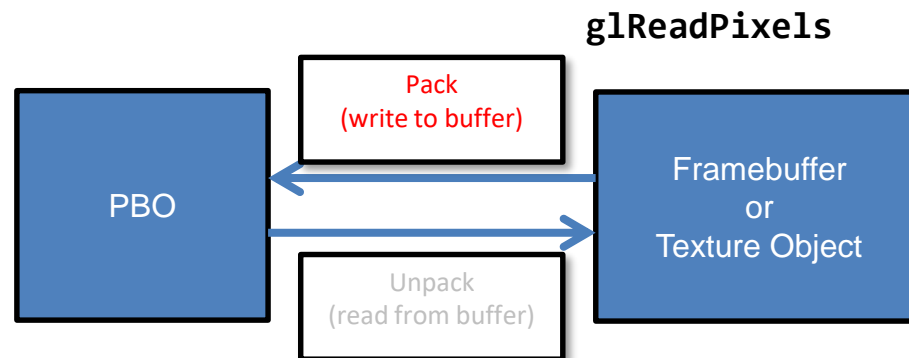 glReadPixels
Pack
(write to buffer)
PBO
Framebuffer
or
Texture Object
Unpack
(read from buffer)